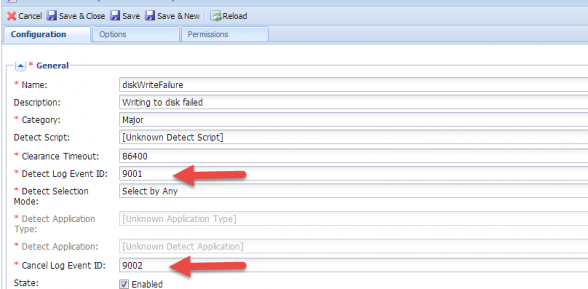 Cancel Save & Close Save Save & New Reload
Configuration Options Permissions
* General
* Name: diskWriteFailure
Description: Writing to disk failed
* Category: Major
Detect Script: [Unknown Detect Script]
* Clearance Timeout: 86400
* Detect Log Event ID: 9001
* Detect Selection Mode: Select by Any
* Detect Application Type: [Unknown Application Type]
* Detect Application: [Unknown Detect Application]
* Cancel Log Event ID: 9002
State: Enabled